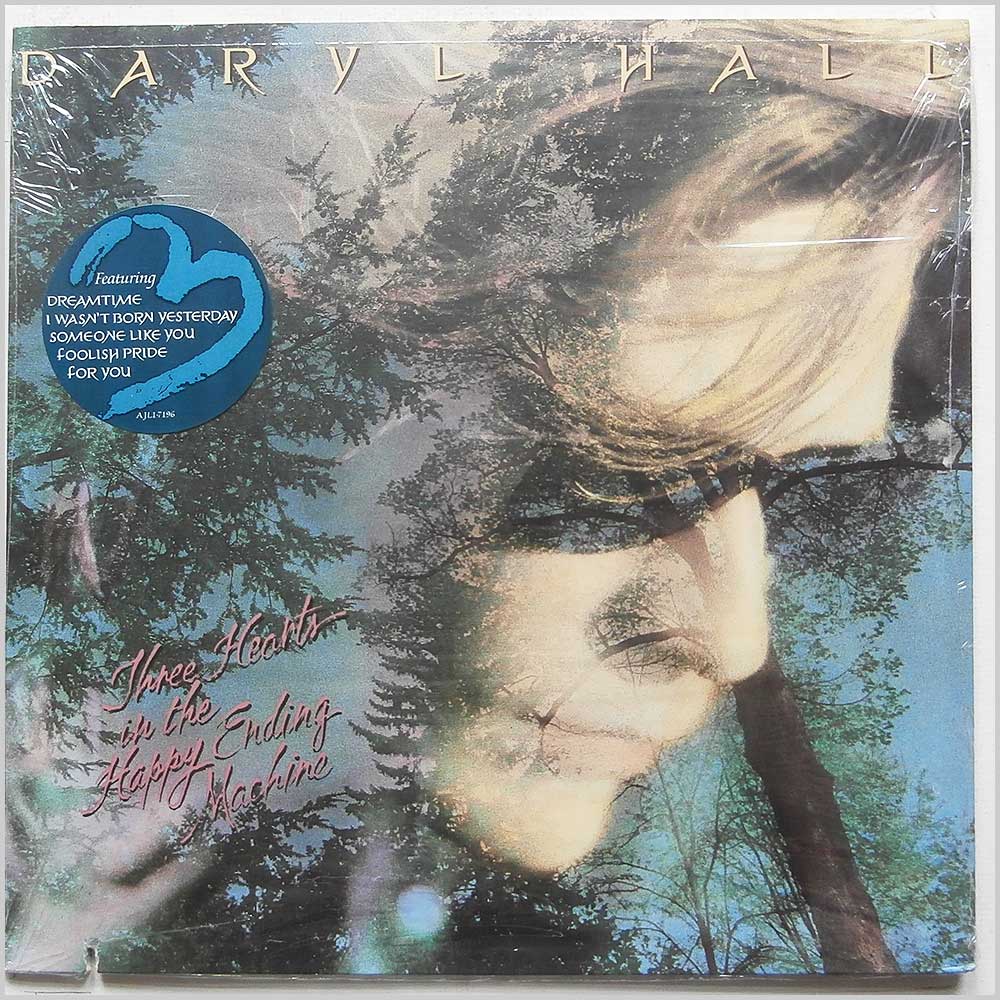 DARYL HALL
Featuring
DREAMTIME
I WASN'T BORN YESTERDAY
SOMEONE LIKE YOU
FOOLISH PRIDE
FOR YOU
AJL1-7196
Three Hearts
in the
Happy Ending
Machine